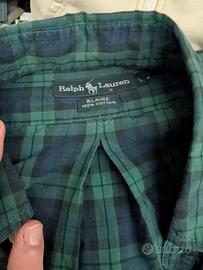 Ralph Lauren
BLAIRE
100% COTTON